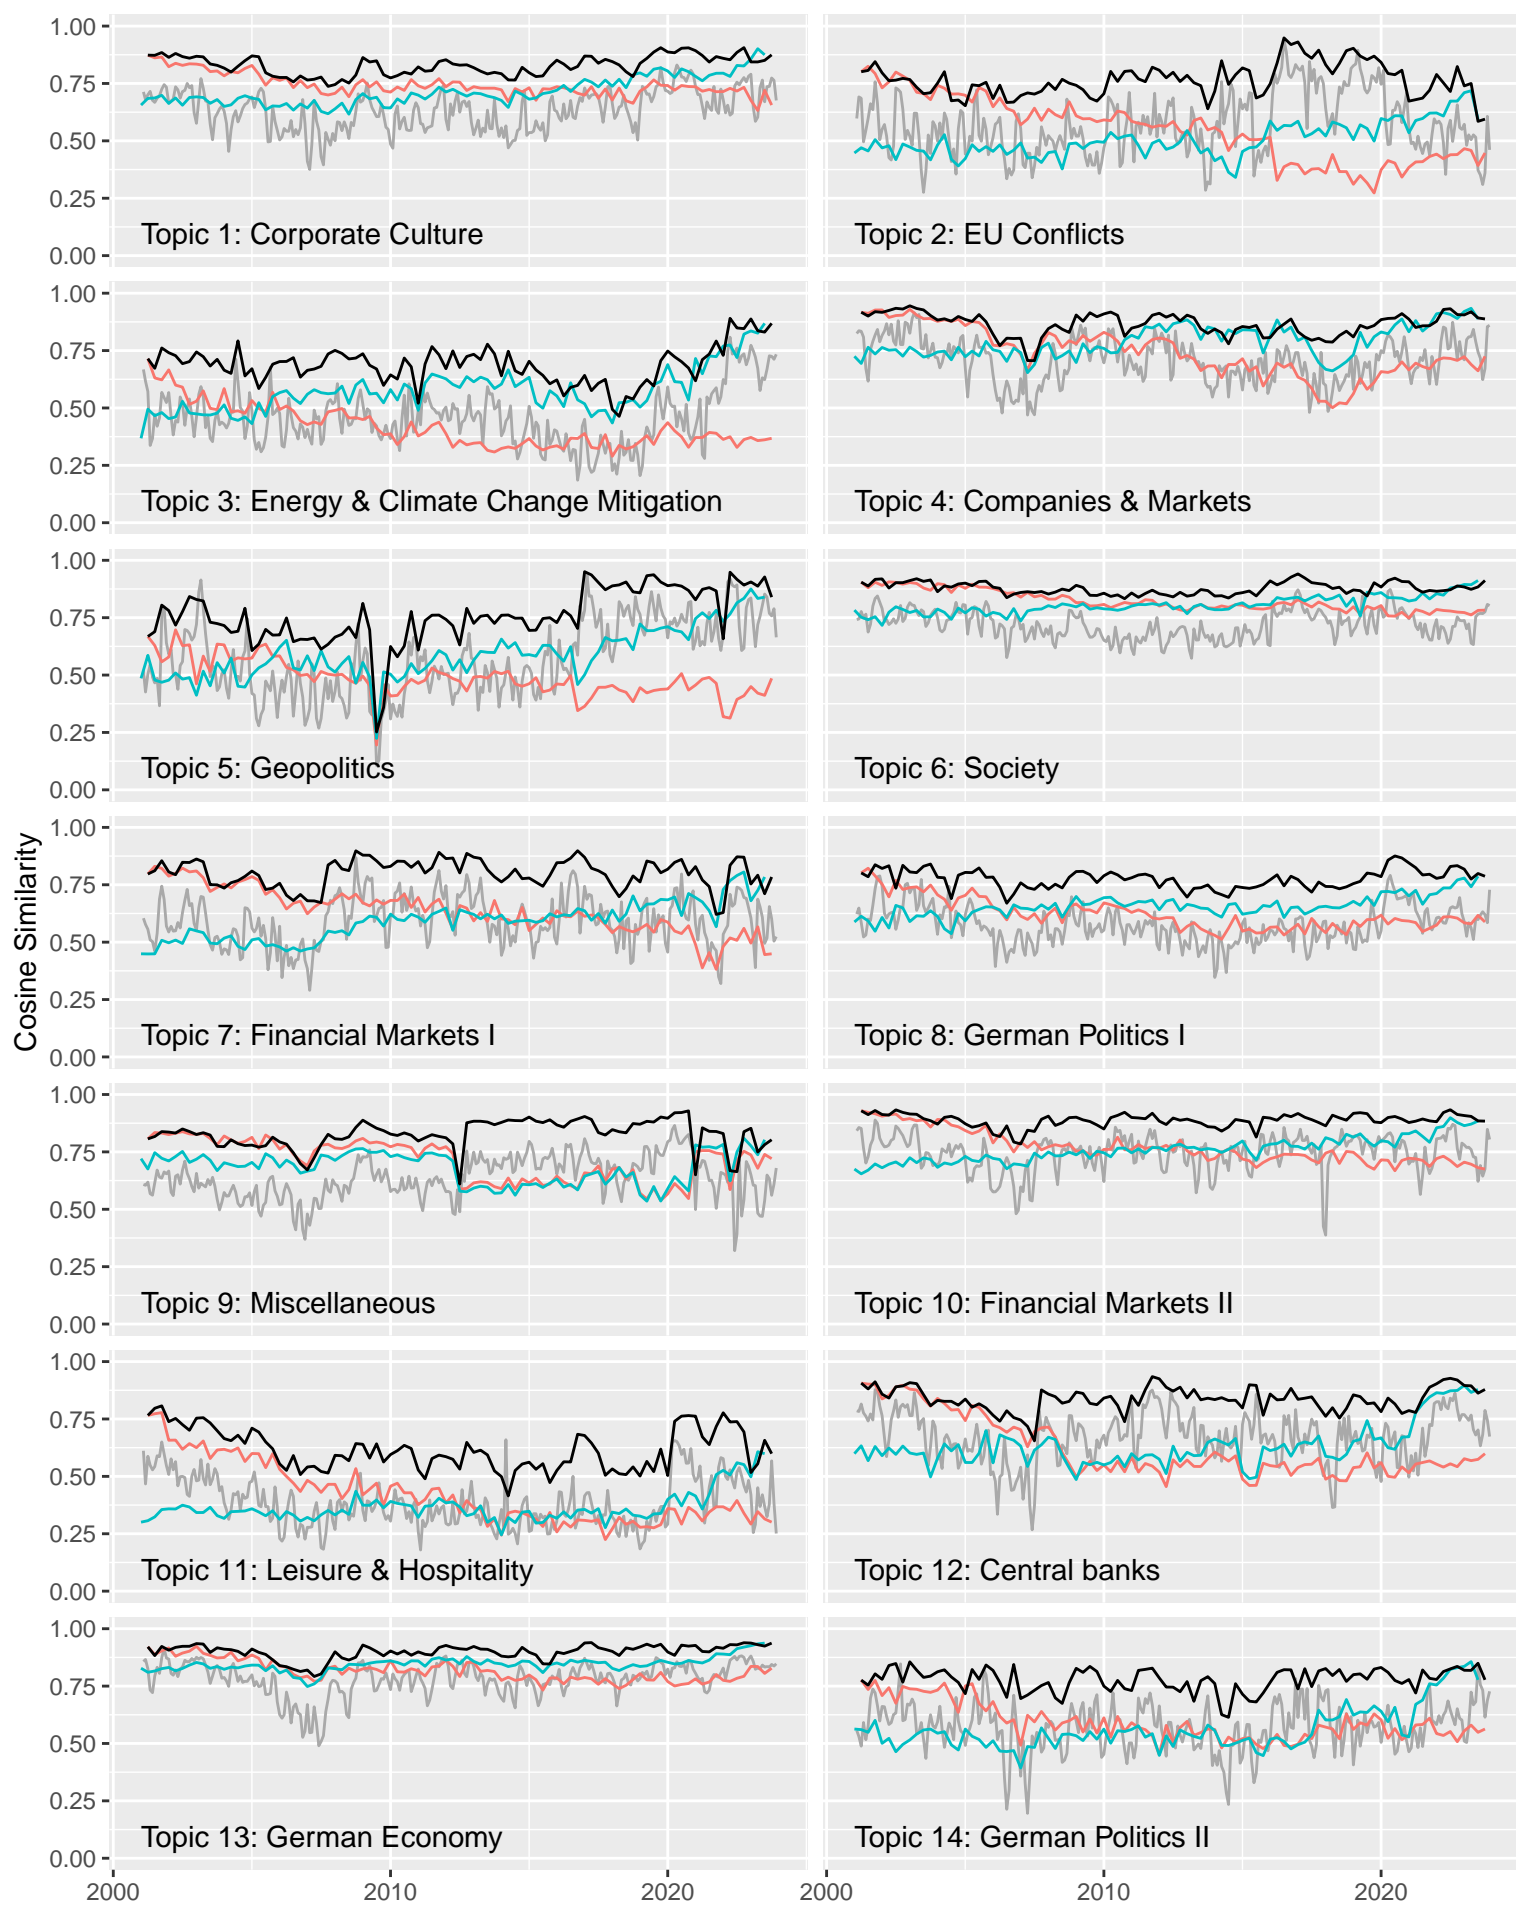 1.00
0.75
0.50
0.25
0.00
Topic 1: Corporate Culture
Topic 2: EU Conflicts
1.00
0.75
0.50
0.25
0.00
Topic 3: Energy & Climate Change Mitigation
Topic 4: Companies & Markets
1.00
0.75
0.50
0.25
0.00
Topic 5: Geopolitics
Topic 6: Society
Cosine Similarity
1.00
0.75
0.50
0.25
0.00
Topic 7: Financial Markets I
Topic 8: German Politics I
1.00
0.75
0.50
0.25
0.00
Topic 9: Miscellaneous
Topic 10: Financial Markets II
1.00
0.75
0.50
0.25
0.00
Topic 11: Leisure & Hospitality
Topic 12: Central banks
1.00
0.75
0.50
0.25
0.00
Topic 13: German Economy
Topic 14: German Politics II
2000 2010 2020 2000 2010 2020